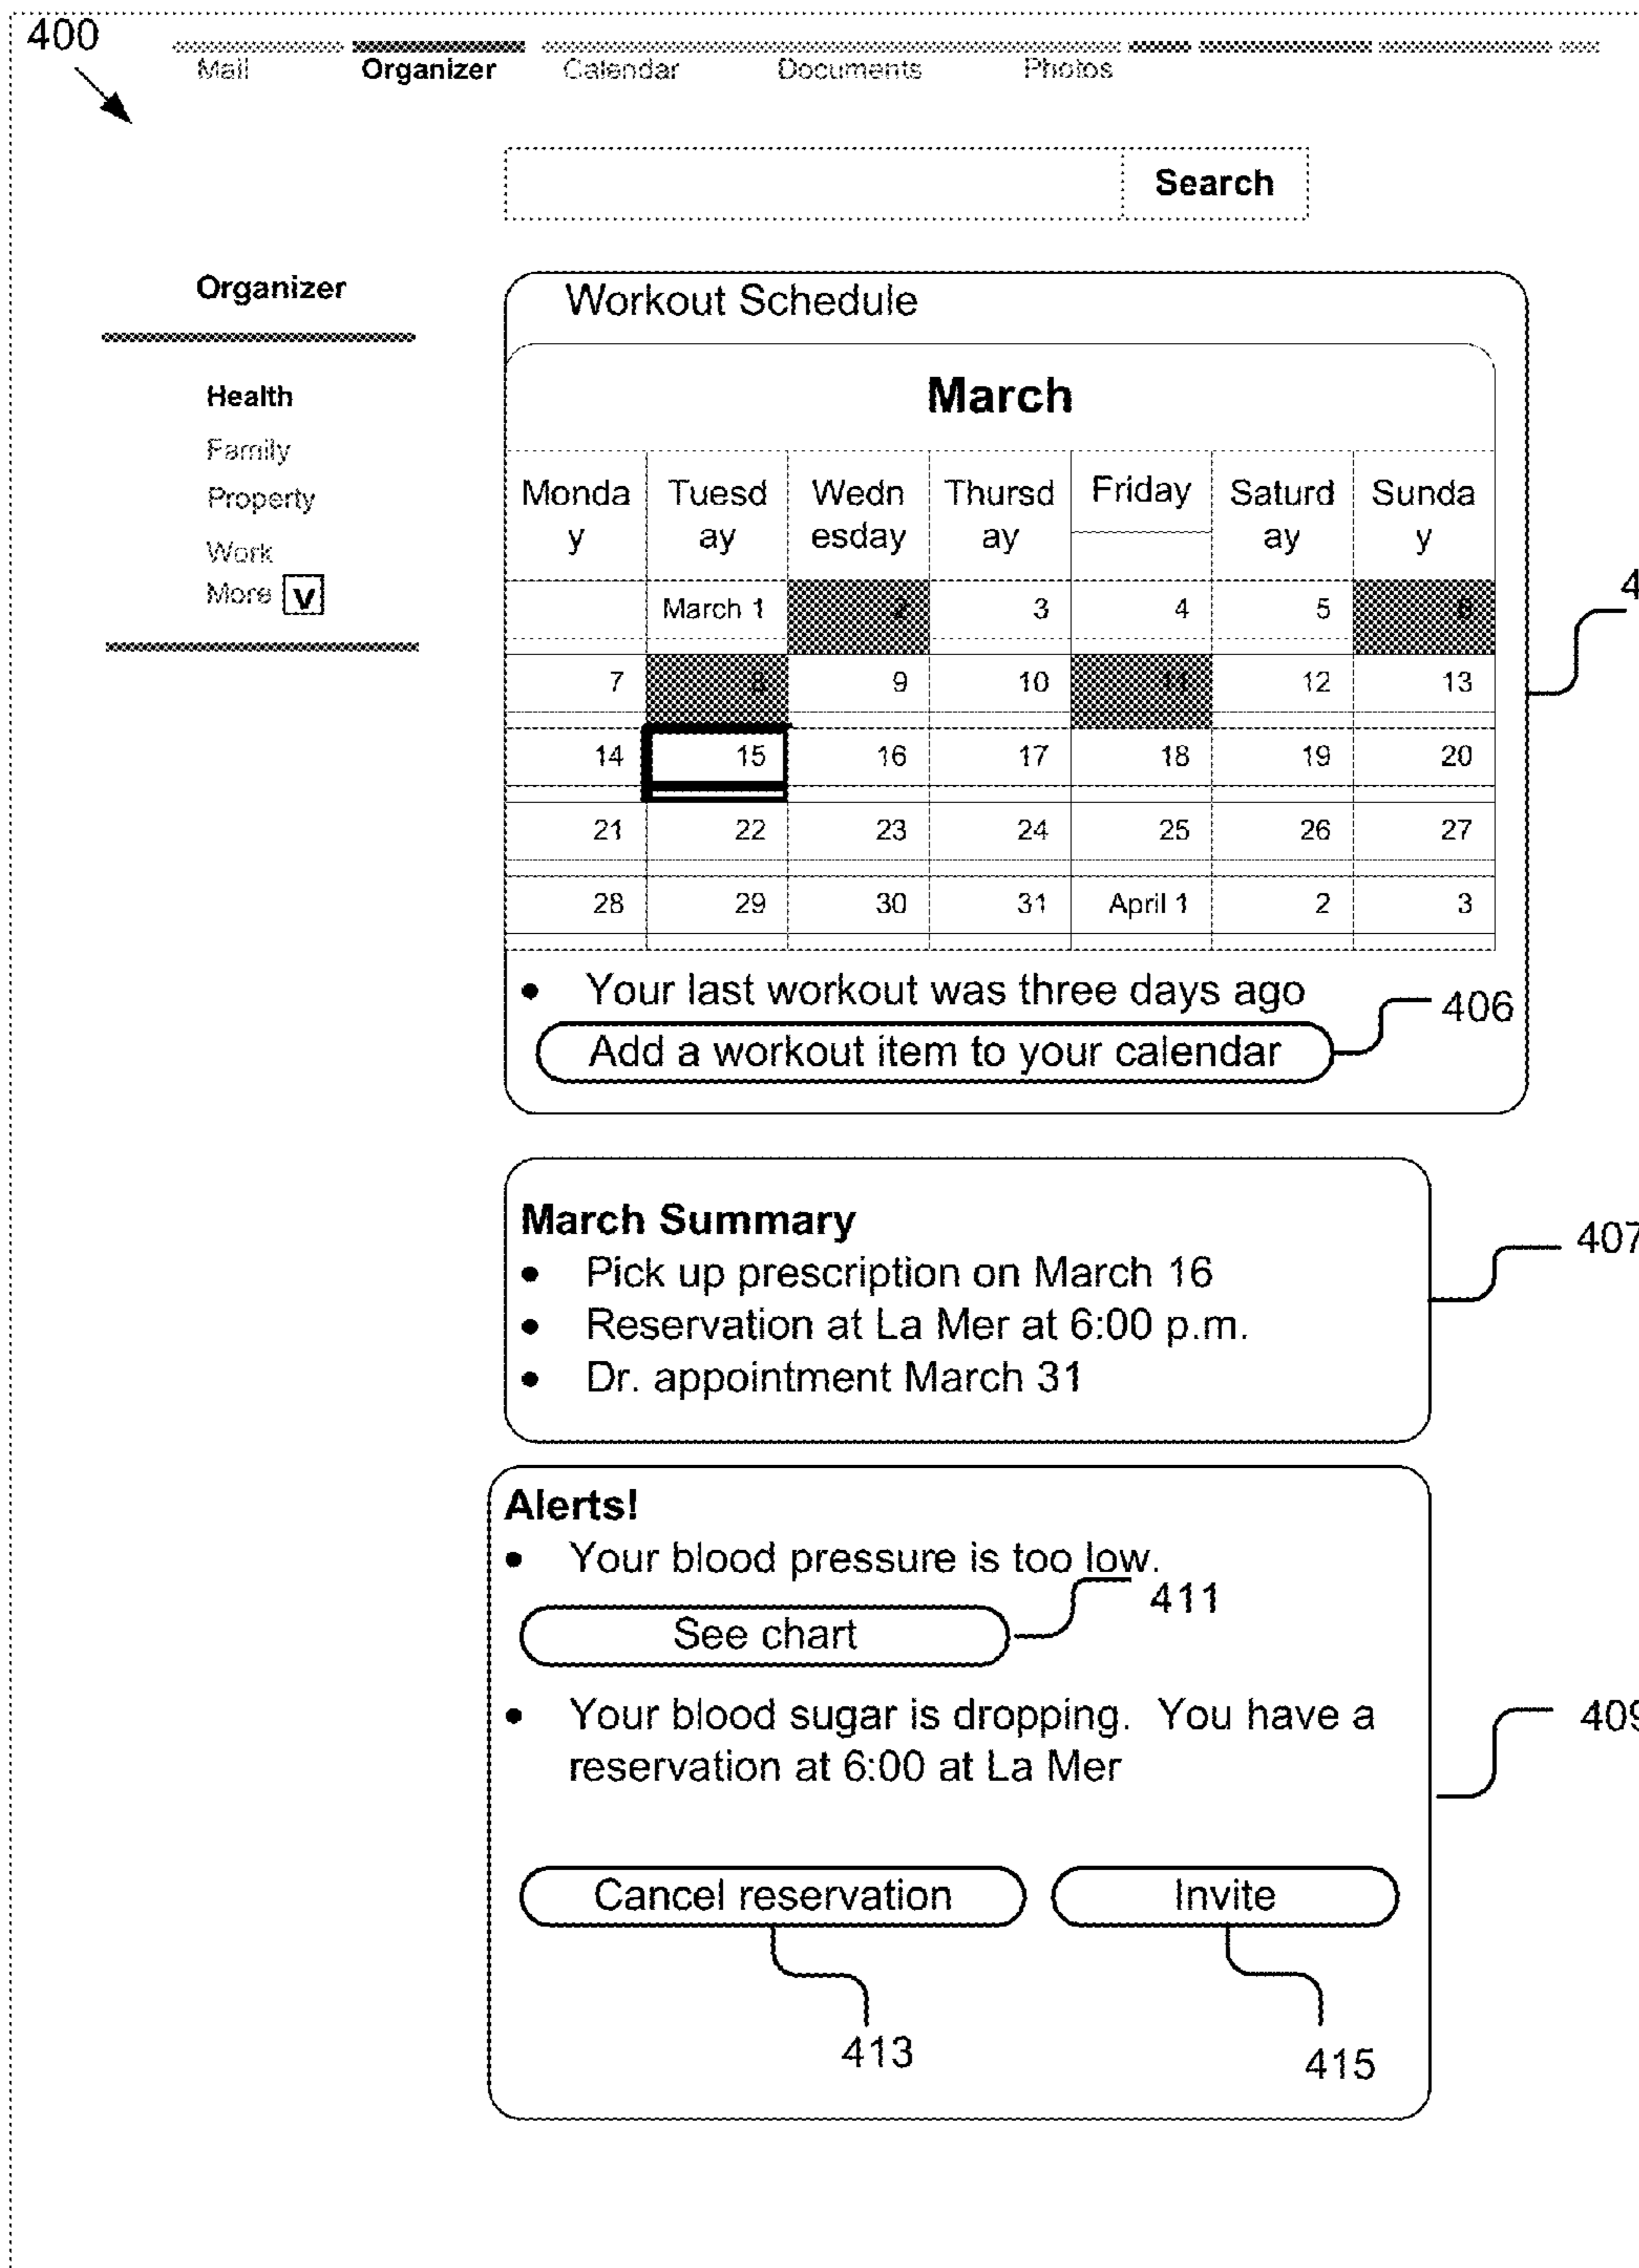 400
Mail Organizer Calendar Documents Photos
Search
Organizer
Health
Family
Property
Work
More v
Workout Schedule
March
Monda Tuesd Wedn Thursd Friday Saturd Sunda
y ay esday ay ay y
March 1 2 3 4 5 6
7 8 9 10 11 12 13
14 15 16 17 18 19 20
21 22 23 24 25 26 27
28 29 30 31 April 1 2 3
• Your last workout was three days ago
406
Add a workout item to your calendar
March Summary
407
• Pick up prescription on March 16
• Reservation at La Mer at 6:00 p.m.
• Dr. appointment March 31
Alerts!
• Your blood pressure is too low.
411
See chart
• Your blood sugar is dropping. You have a
409
reservation at 6:00 at La Mer
Cancel reservation Invite
413
415